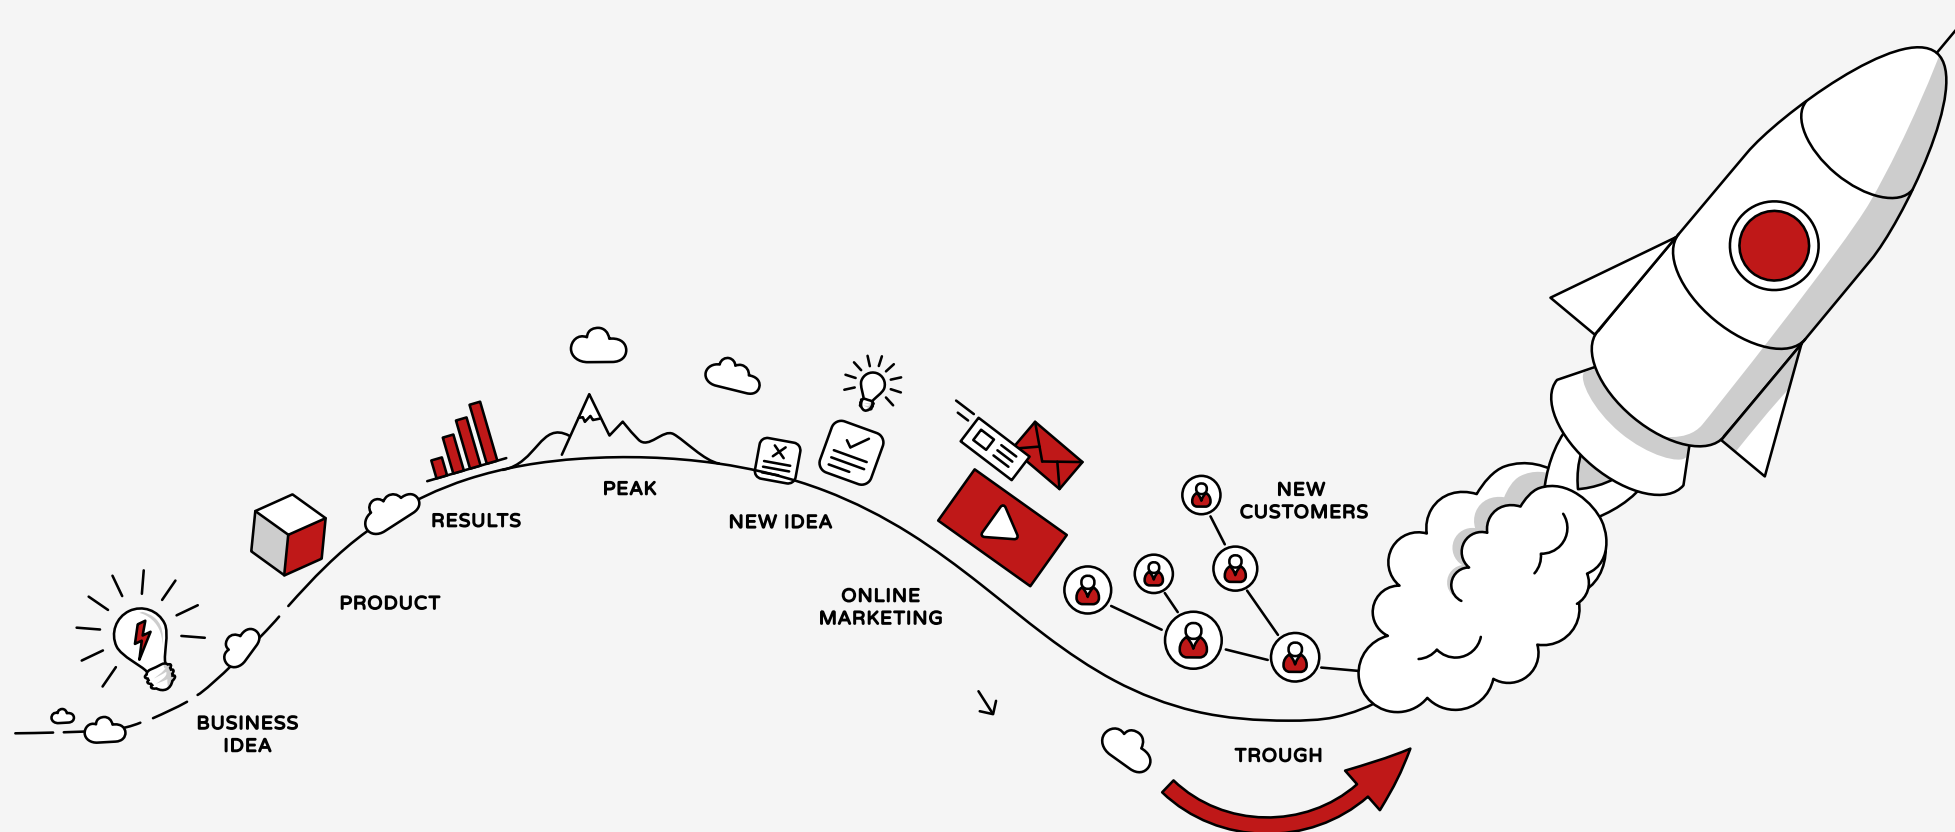 BUSINESS
IDEA
PRODUCT
RESULTS
PEAK
NEW IDEA
ONLINE
MARKETING
NEW
CUSTOMERS
TROUGH